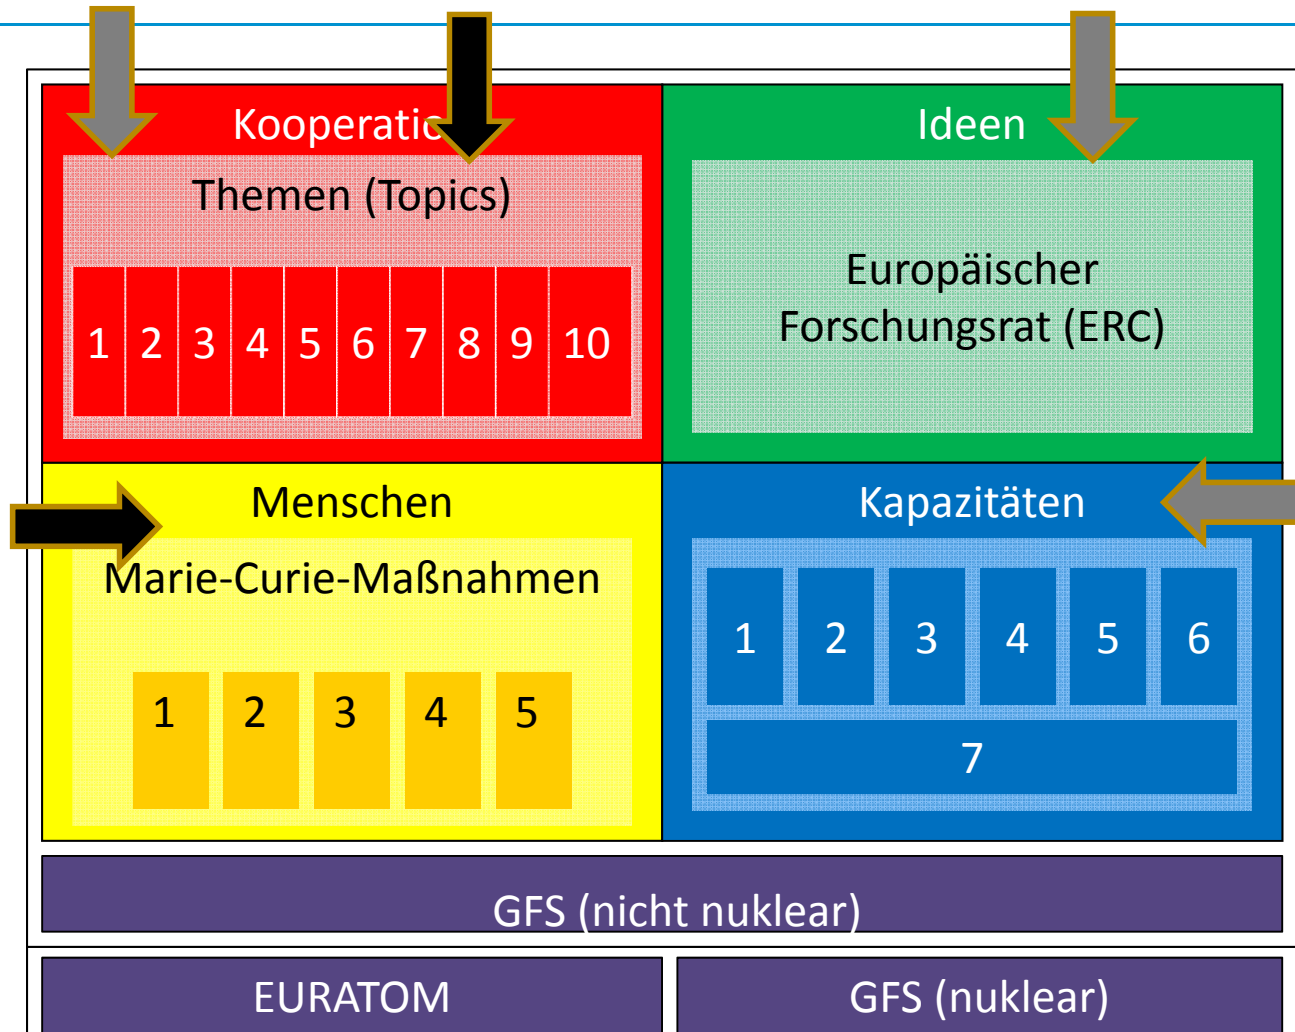 Kooperatio
Themen (Topics)
1 2 3 4 5 6 7 8 9 10
Ideen
Europäischer
Forschungsrat (ERC)
Menschen
Marie-Curie-Maßnahmen
1 2 3 4 5
Kapazitäten
1 2 3 4 5 6
7
GFS (nicht nuklear)
EURATOM
GFS (nuklear)